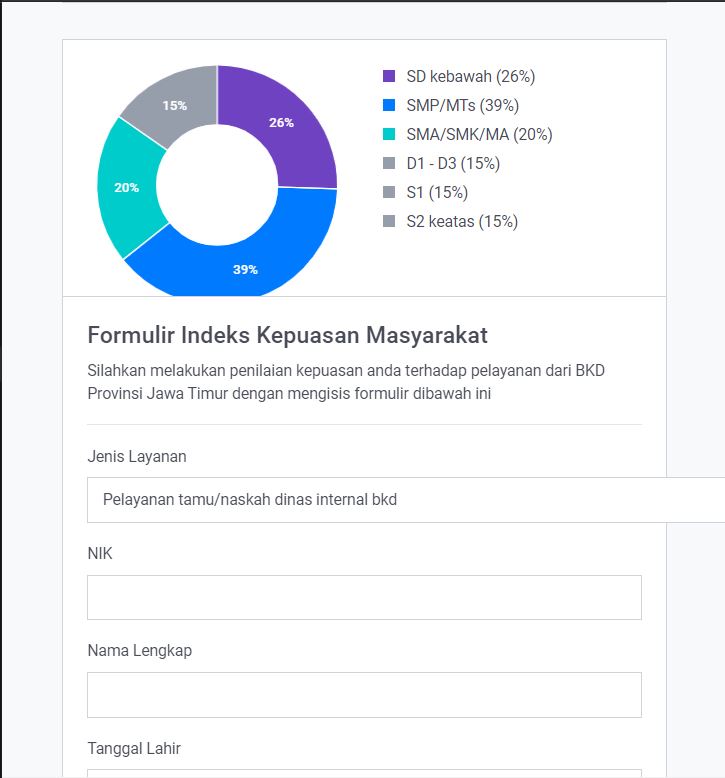 26%
15%
20%
39%
SD kebawah (26%)
SMP/MTs (39%)
SMA/SMK/MA (20%)
D1 - D3 (15%)
S1 (15%)
S2 keatas (15%)
Formulir Indeks Kepuasan Masyarakat
Silahkan melakukan penilaian kepuasan anda terhadap pelayanan dari BKD
Provinsi Jawa Timur dengan mengisis formulir dibawah ini
Jenis Layanan
Pelayanan tamu/naskah dinas internal bkd
NIK
Nama Lengkap
Tanggal Lahir